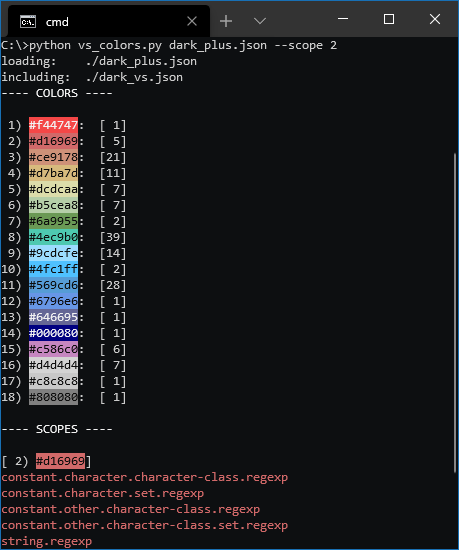 cmd
C:\>python vs_colors.py dark_plus.json --scope 2
loading:    ./dark_plus.json
including:  ./dark_vs.json
---- COLORS ----
1) #f44747:  [ 1]
2) #d16969:  [ 5]
3) #ce9178:  [21]
4) #d7ba7d:  [11]
5) #dcdcaa:  [ 7]
6) #b5cea8:  [ 7]
7) #6a9955:  [ 2]
8) #4ec9b0:  [39]
9) #9cdcfe:  [14]
10) #4fc1ff:  [ 2]
11) #569cd6:  [28]
12) #6796e6:  [ 1]
13) #646695:  [ 1]
14) #000080:  [ 1]
15) #c586c0:  [ 6]
16) #d4d4d4:  [ 7]
17) #c8c8c8:  [ 1]
18) #808080:  [ 1]
---- SCOPES ----
[ 2) #d16969]
constant.character.character-class.regexp
constant.character.set.regexp
constant.other.character-class.regexp
constant.other.character-class.set.regexp
string.regexp